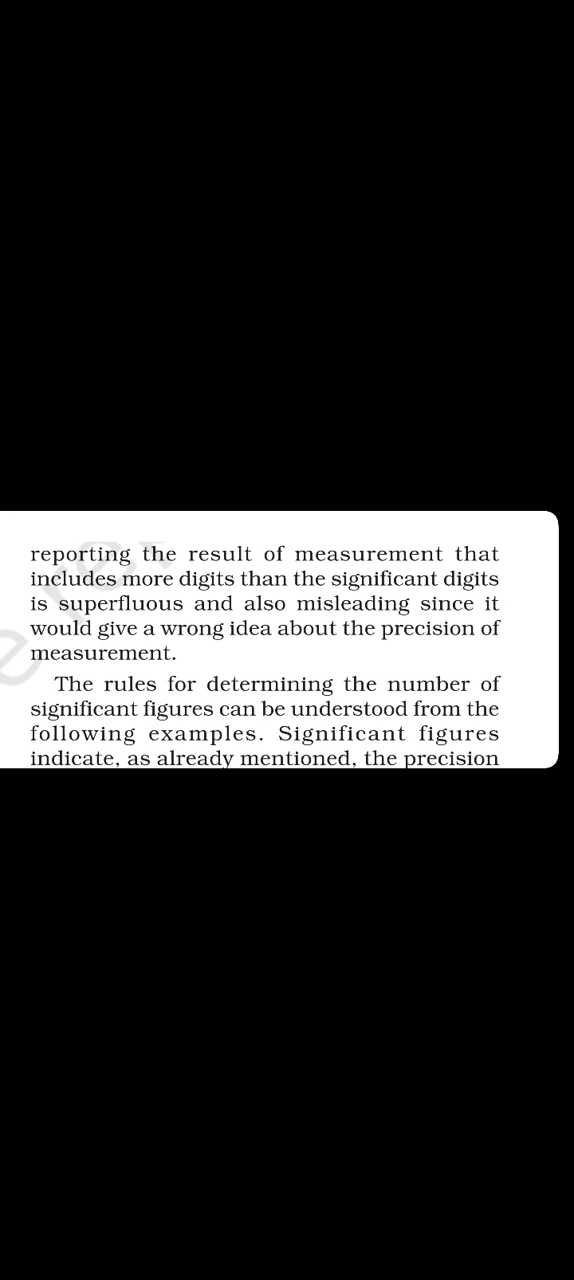 reporting the result of measurement that
includes more digits than the significant digits
is superfluous and also misleading since it
would give a wrong idea about the precision of
measurement.
The rules for determining the number of
significant figures can be understood from the
following examples. Significant figures
indicate, as already mentioned, the precision